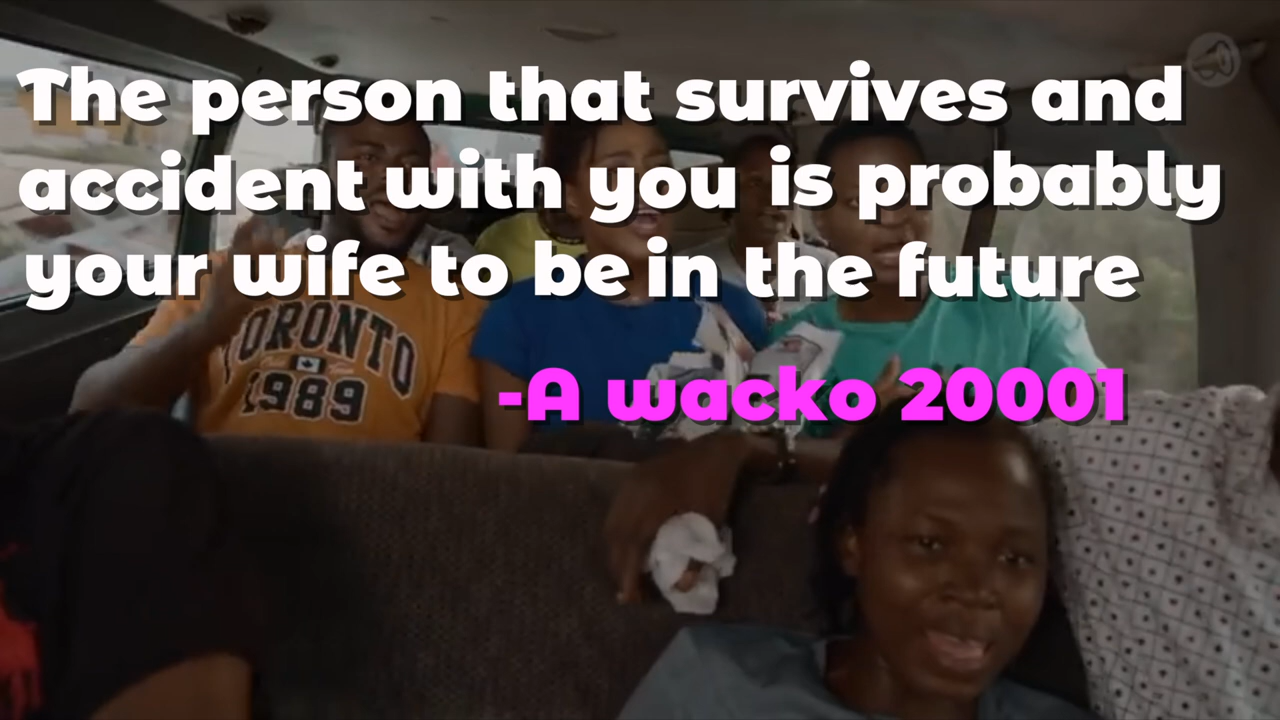 The person that survives and
accident with you is probably
your wife to be in the future
-A wacko 20001
TORONTO
1989